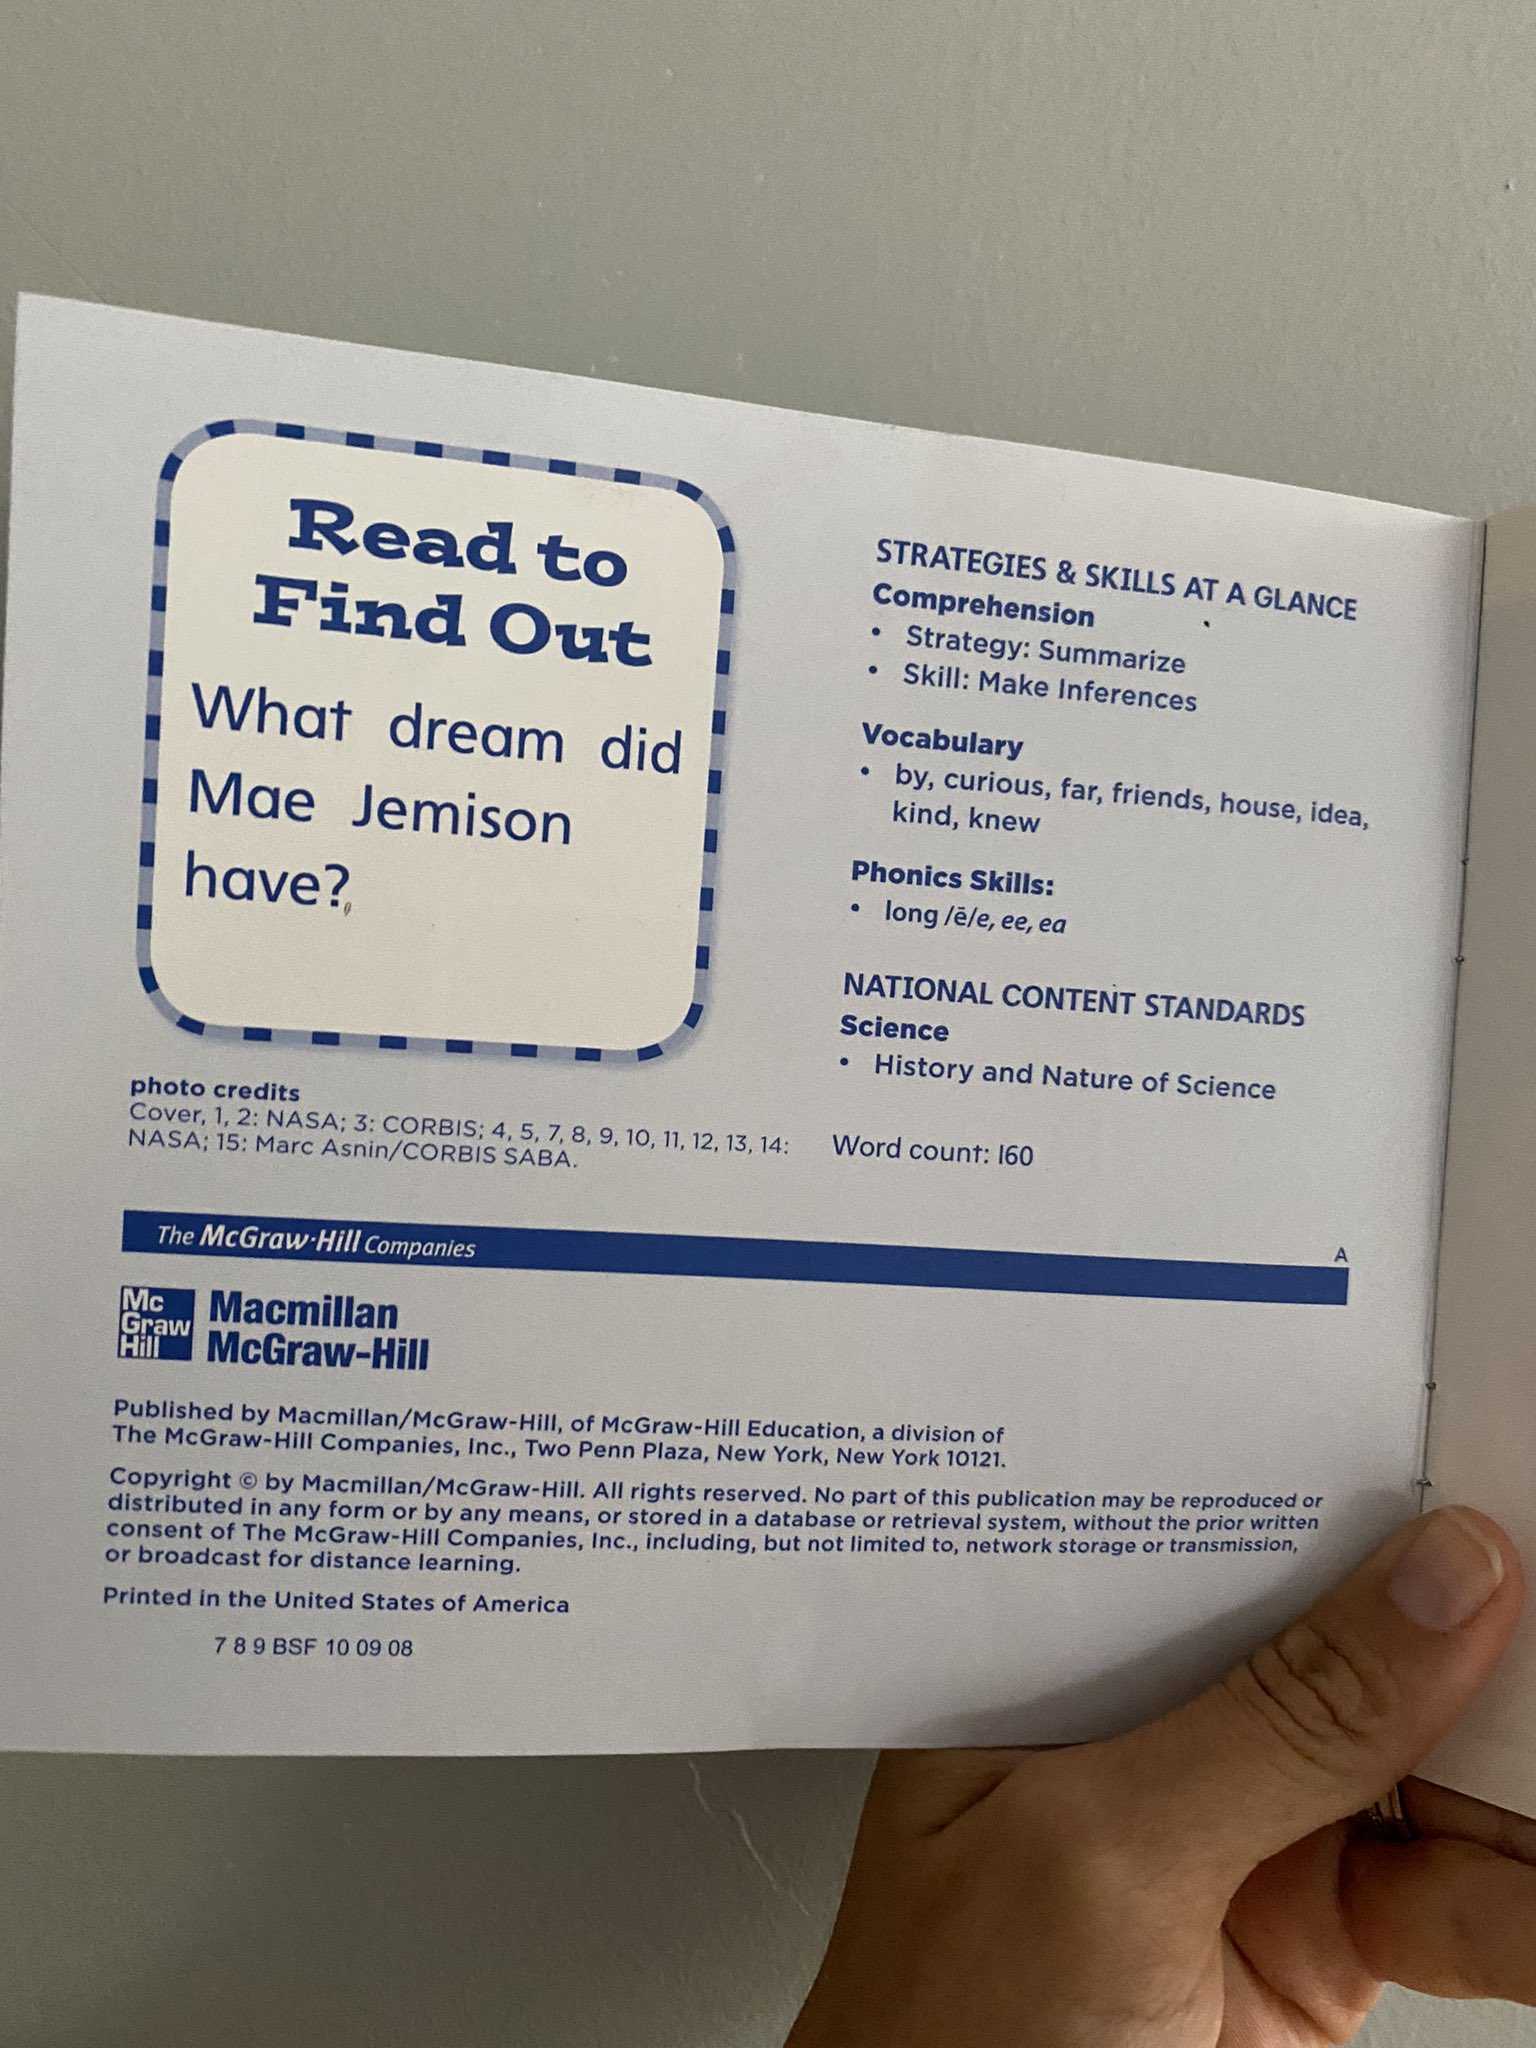 Read to
Find Out
What dream did
Mae Jemison
have?
photo credits
Cover, 1, 2: NASA; 3: CORBIS; 4, 5, 7, 8, 9, 10, 11, 12, 13, 14:
NASA; 15: Marc Asnin/CORBIS SABA.
STRATEGIES & SKILLS AT A GLANCE
Comprehension
• Strategy: Summarize
• Skill: Make Inferences
Vocabulary
• by, curious, far, friends, house, idea,
kind, knew
Phonics Skills:
• long /ē/e, ee, ea
NATIONAL CONTENT STANDARDS
Science
• History and Nature of Science
Word count: 160
A
The McGraw·Hill Companies
Mc
Graw
Hill
Macmillan
McGraw-Hill
Published by Macmillan/McGraw-Hill, of McGraw-Hill Education, a division of
The McGraw-Hill Companies, Inc., Two Penn Plaza, New York, New York 10121.
Copyright © by Macmillan/McGraw-Hill. All rights reserved. No part of this publication may be reproduced or
distributed in any form or by any means, or stored in a database or retrieval system, without the prior written
consent of The McGraw-Hill Companies, Inc., including, but not limited to, network storage or transmission,
or broadcast for distance learning.
Printed in the United States of America
7 8 9 BSF 10 09 08